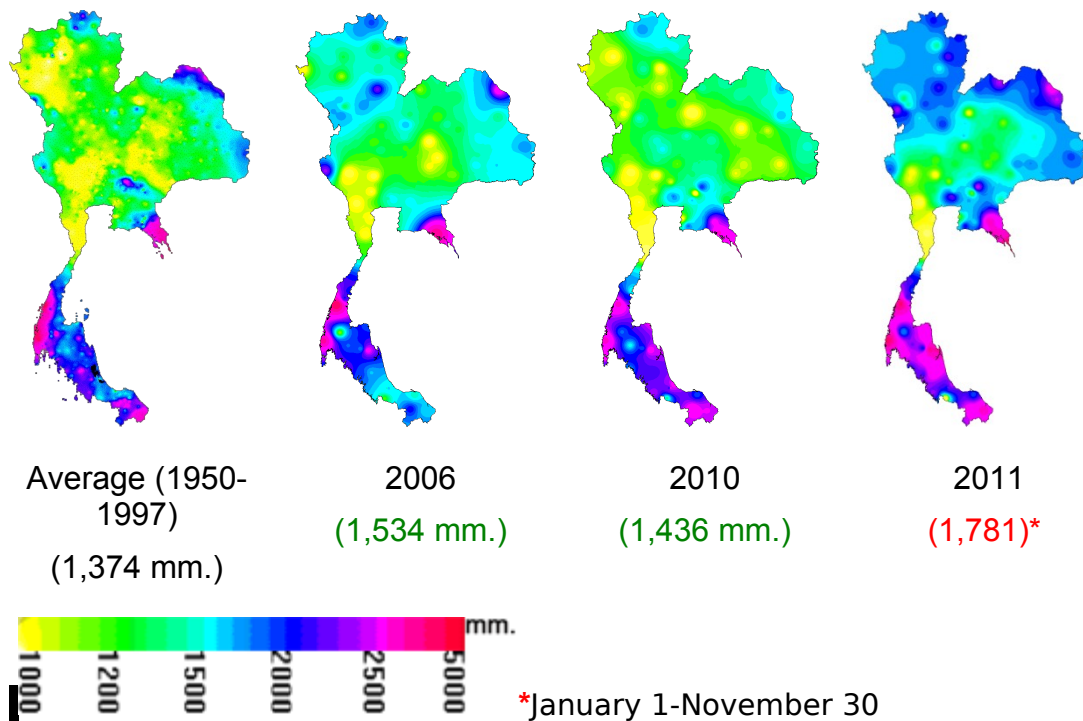 Average (1950-
1997)
(1,374 mm.)
2006
(1,534 mm.)
2010
(1,436 mm.)
2011
(1,781)*
mm.
1000
1200
1600
2000
2500
5000
*January 1-November 30